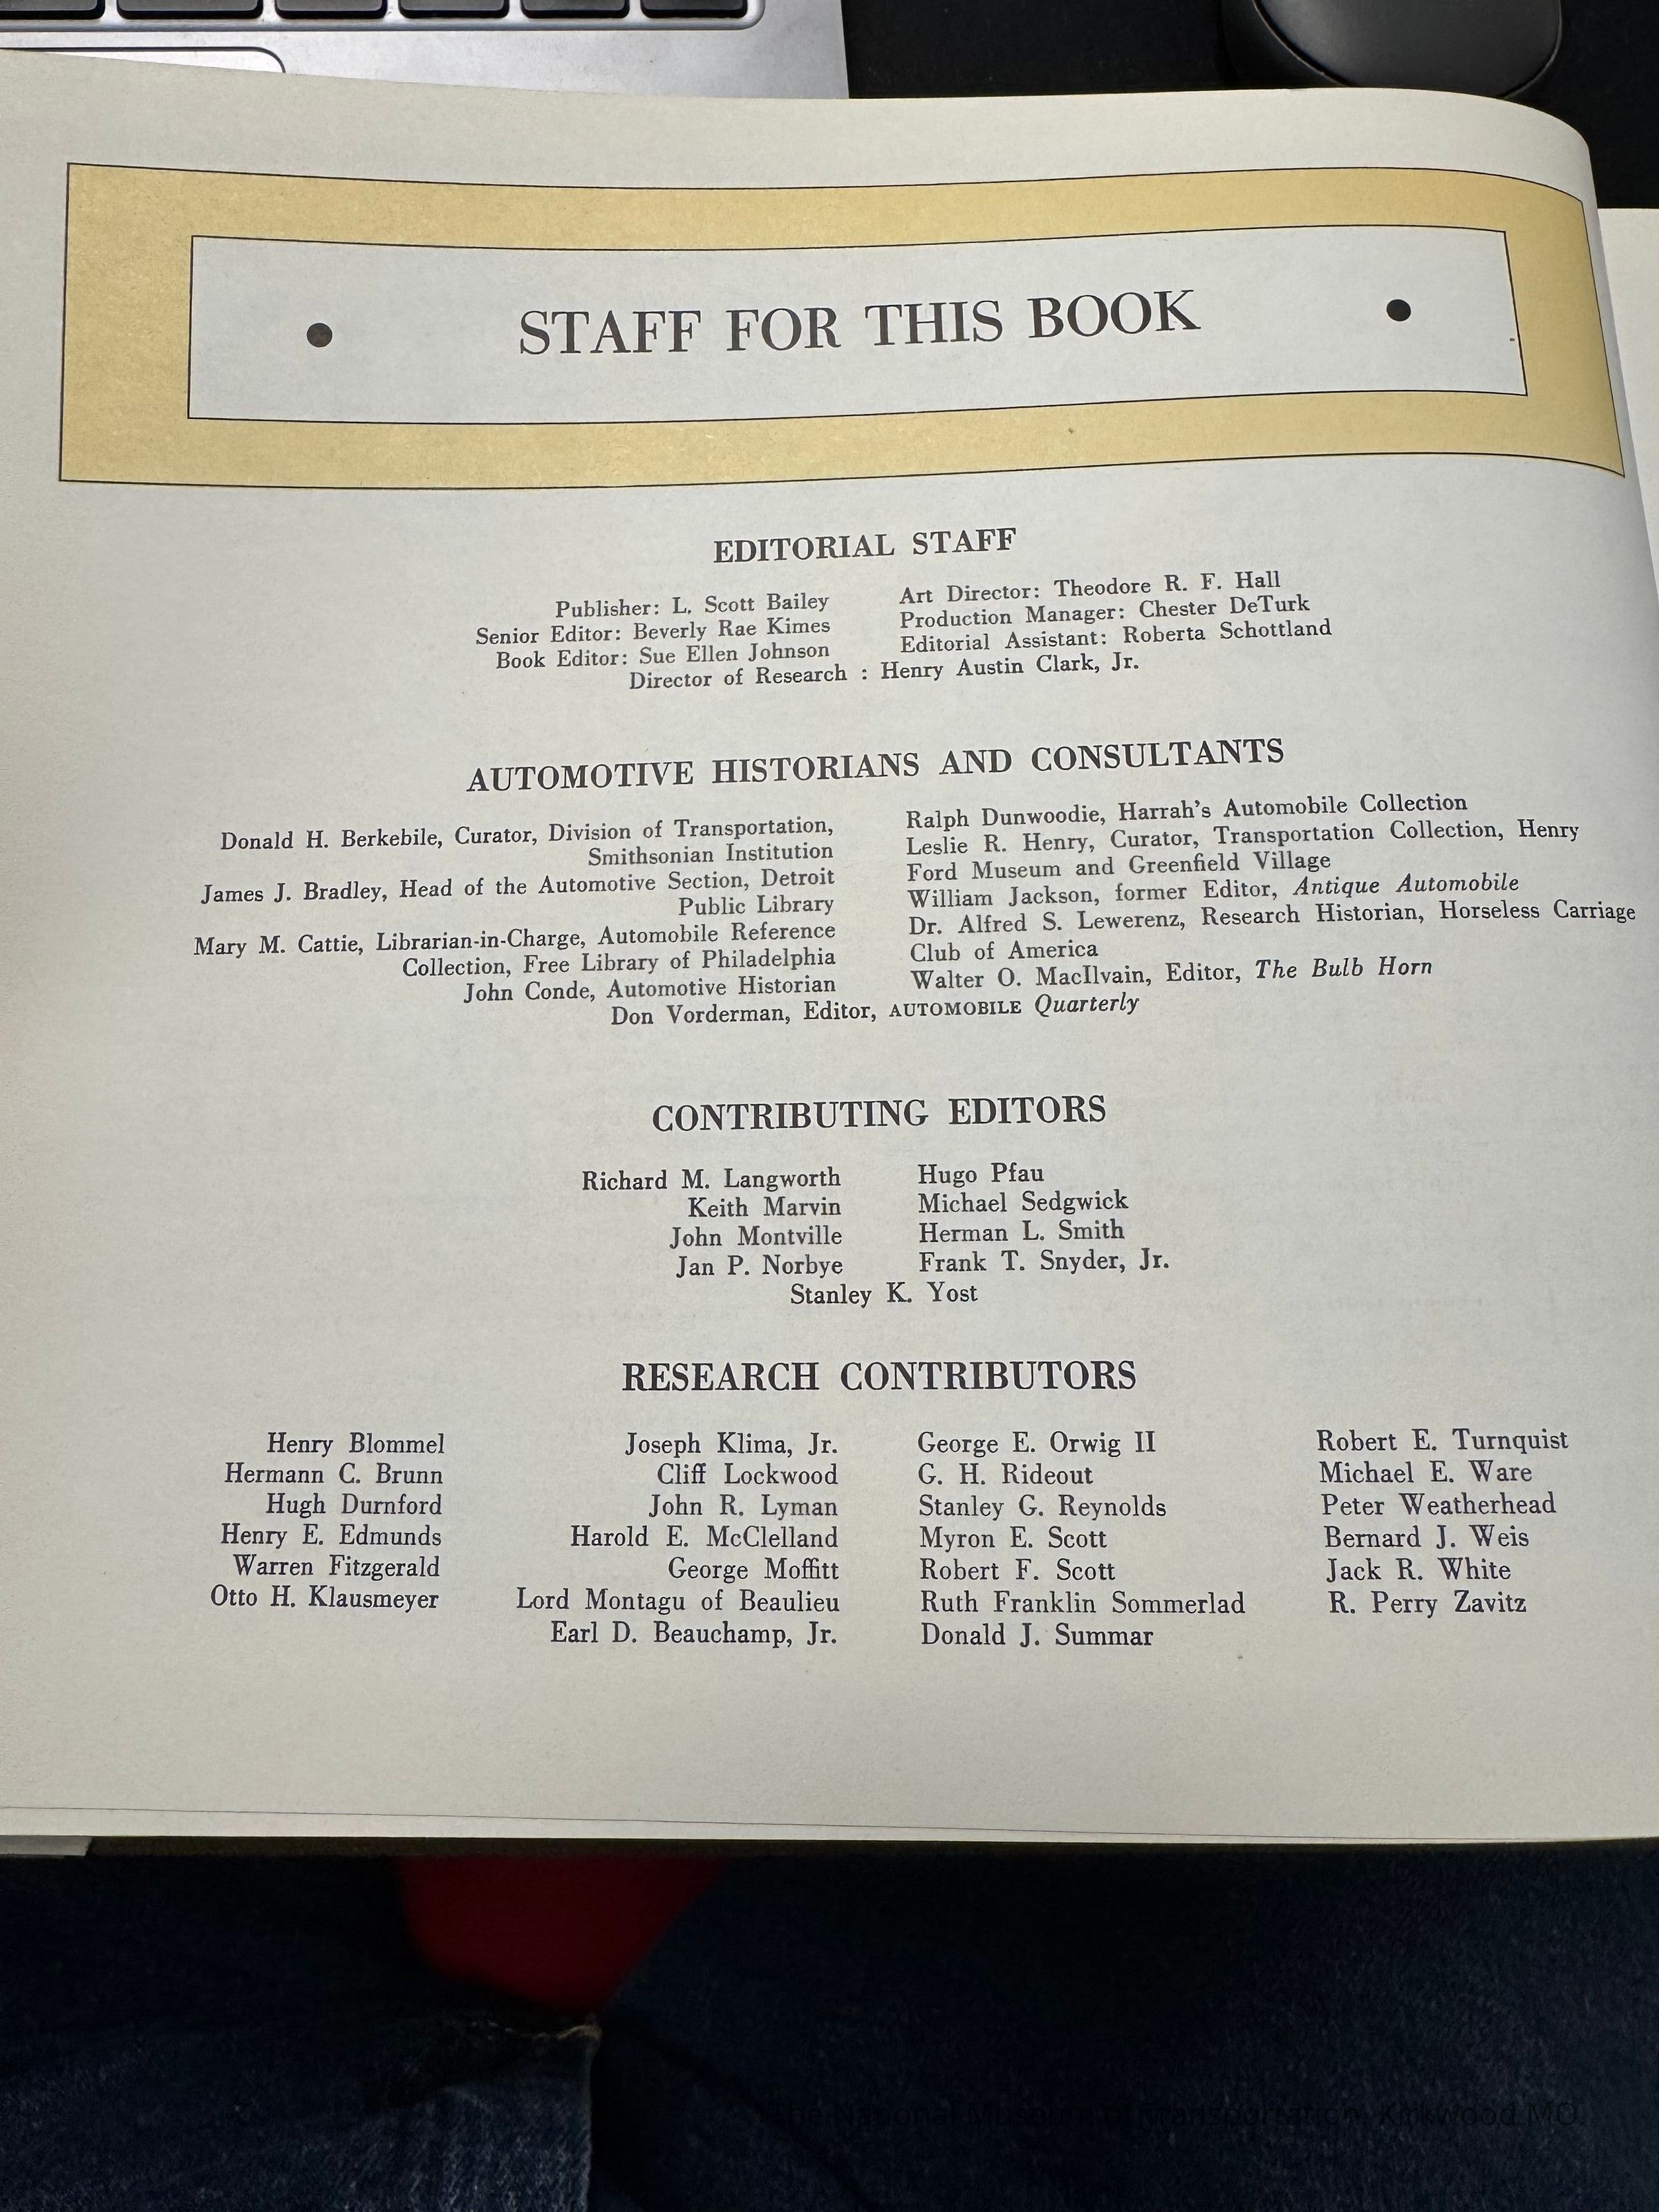 STAFF FOR THIS BOOK
EDITORIAL STAFF
Publisher: L. Scott Bailey
Senior Editor: Beverly Rae Kimes
Book Editor: Sue Ellen Johnson
Art Director: Theodore R. F. Hall
Production Manager: Chester DeTurk
Editorial Assistant: Roberta Schottland
Director of Research : Henry Austin Clark, Jr.
AUTOMOTIVE HISTORIANS AND CONSULTANTS
Donald H. Berkebile, Curator, Division of Transportation,
Smithsonian Institution
James J. Bradley, Head of the Automotive Section, Detroit
Public Library
Mary M. Cattie, Librarian-in-Charge, Automobile Reference
Collection, Free Library of Philadelphia
John Conde, Automotive Historian
Ralph Dunwoodie, Harrah's Automobile Collection
Leslie R. Henry, Curator, Transportation Collection, Henry
Ford Museum and Greenfield Village
William Jackson, former Editor, Antique Automobile
Dr. Alfred S. Lewerenz, Research Historian, Horseless Carriage
Club of America
Walter O. MacIlvain, Editor, The Bulb Horn
Don Vorderman, Editor, AUTOMOBILE Quarterly
CONTRIBUTING EDITORS
Richard M. Langworth
Keith Marvin
John Montville
Jan P. Norbye
Hugo Pfau
Michael Sedgwick
Herman L. Smith
Frank T. Snyder, Jr.
Stanley K. Yost
RESEARCH CONTRIBUTORS
Henry Blommel
Hermann C. Brunn
Hugh Durnford
Henry E. Edmunds
Warren Fitzgerald
Otto H. Klausmeyer
Joseph Klima, Jr.
Cliff Lockwood
John R. Lyman
Harold E. McClelland
George Moffitt
Lord Montagu of Beaulieu
Earl D. Beauchamp, Jr.
George E. Orwig II
G. H. Rideout
Stanley G. Reynolds
Myron E. Scott
Robert F. Scott
Ruth Franklin Sommerlad
Donald J. Summar
Robert E. Turnquist
Michael E. Ware
Peter Weatherhead
Bernard J. Weis
Jack R. White
R. Perry Zavitz
The National Museum of Transportation, Kirkwood MO